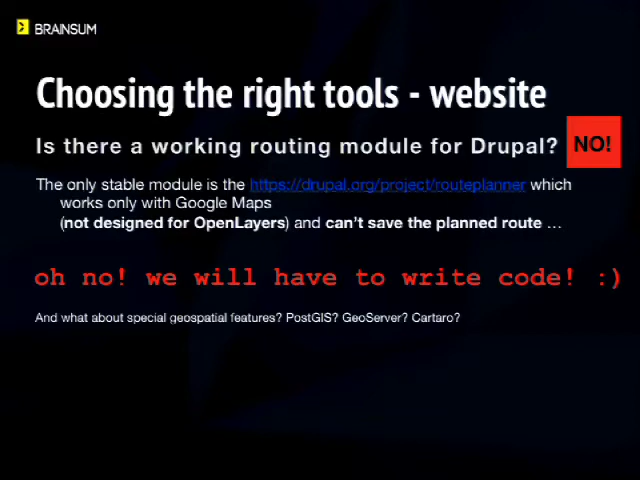 BRAINSUM
Choosing the right tools - website
Is there a working routing module for Drupal? NO!
The only stable module is the https://drupal.org/project/routeplanner which
works only with Google Maps
(not designed for OpenLayers) and can't save the planned route ...
oh no! we will have to write code! :)
And what about special geospatial features? PostGIS? GeoServer? Cartaro?